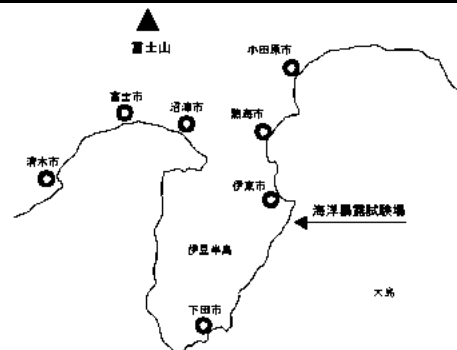 富士山
小田原市
富士市
沼津市
熱海市
清水市
伊東市
海洋暴露試験場
伊豆半島
大島
下田市